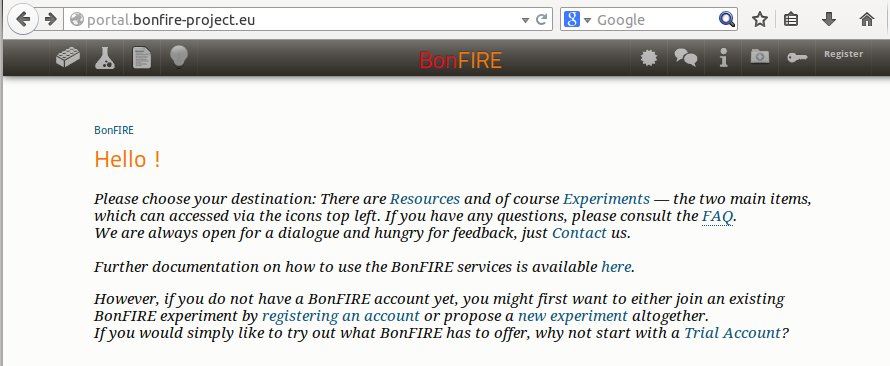 portal.bonfire-project.eu
Google
BonFIRE
Register
BonFIRE
Hello !
Please choose your destination: There are Resources and of course Experiments — the two main items,
which can accessed via the icons top left. If you have any questions, please consult the FAQ.
We are always open for a dialogue and hungry for feedback, just Contact us.
Further documentation on how to use the BonFIRE services is available here.
However, if you do not have a BonFIRE account yet, you might first want to either join an existing
BonFIRE experiment by registering an account or propose a new experiment altogether.
If you would simply like to try out what BonFIRE has to offer, why not start with a Trial Account?